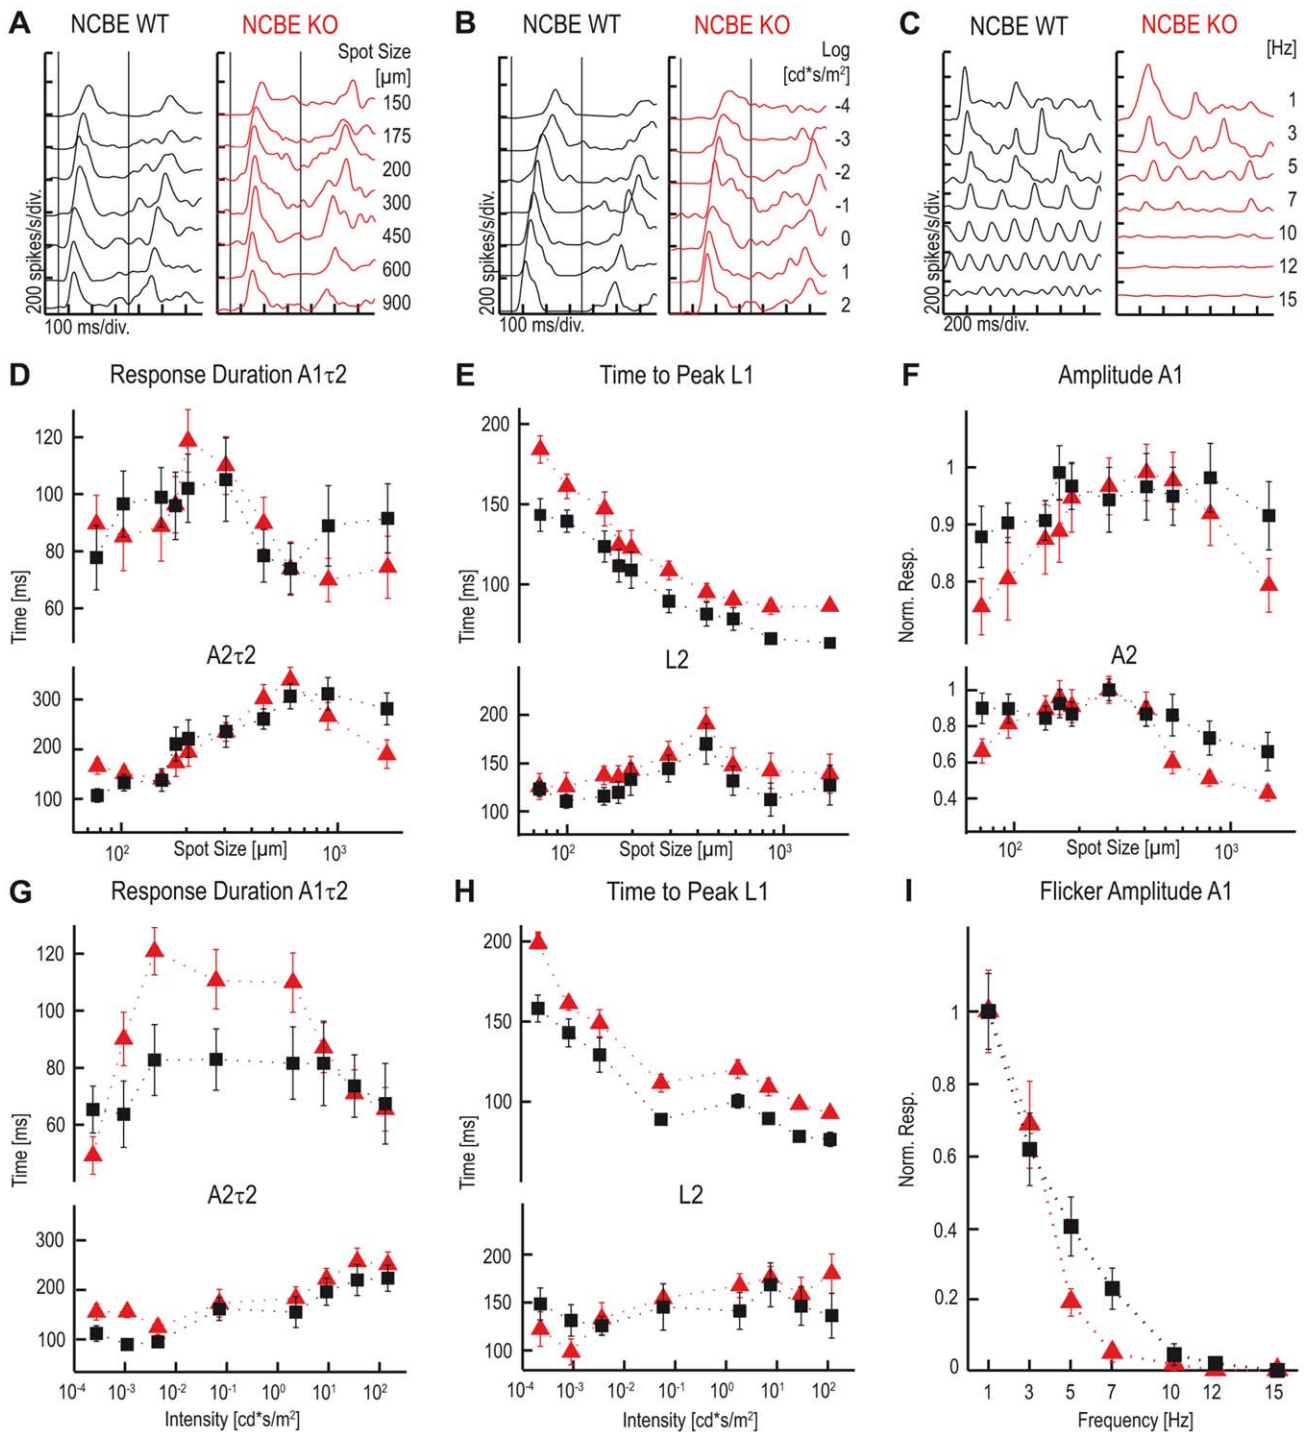 A NCBE WT NCBE KO
Spot Size
[µm]
150
175
200
300
450
600
900
200 spikes/s/div.
100 ms/div.
B NCBE WT NCBE KO
Log
[cd*s/m²]
-4
-3
-2
-1
0
1
2
200 spikes/s/div.
100 ms/div.
C NCBE WT NCBE KO
[Hz]
1
3
5
7
10
12
15
200 spikes/s/div.
200 ms/div.
D Response Duration A1τ2
120
100
80
60
Time [ms]
A2τ2
300
200
100
10² Spot Size [µm] 10³
E Time to Peak L1
200
150
100
Time [ms]
L2
200
150
100
10² Spot Size [µm] 10³
F Amplitude A1
1
0.9
0.8
Norm. Resp.
A2
1
0.8
0.6
0.4
10² Spot Size [µm] 10³
G Response Duration A1τ2
120
100
80
60
Time [ms]
A2τ2
300
200
100
10⁻⁴ 10⁻³ 10⁻² 10⁻¹ 10⁰ 10¹ 10²
Intensity [cd*s/m²]
H Time to Peak L1
200
150
100
Time [ms]
L2
200
150
100
10⁻⁴ 10⁻³ 10⁻² 10⁻¹ 10⁰ 10¹ 10²
Intensity [cd*s/m²]
I Flicker Amplitude A1
1
0.8
0.6
0.4
0.2
0
Norm. Resp.
1 3 5 7 10 12 15
Frequency [Hz]